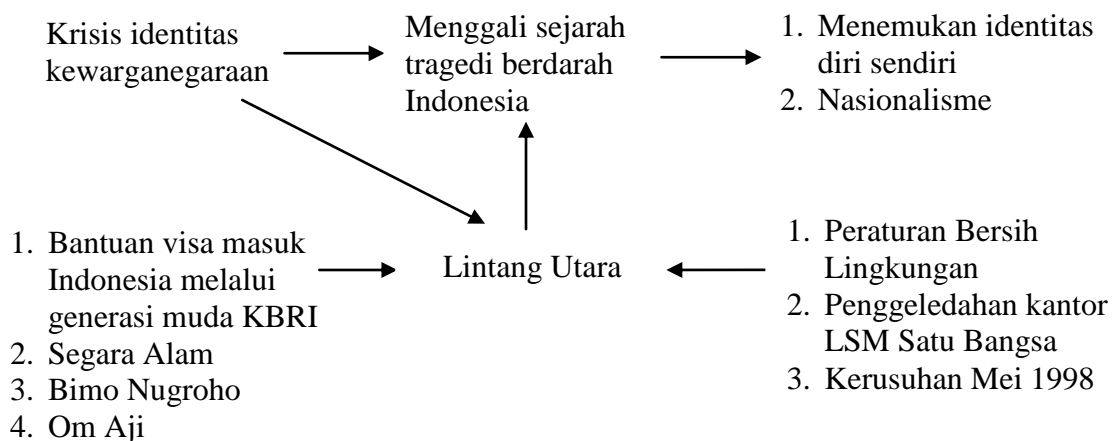 Krisis identitas
kewarganegaraan
Menggali sejarah
tragedi berdarah
Indonesia
1. Menemukan identitas
diri sendiri
2. Nasionalisme
1. Bantuan visa masuk
Indonesia melalui
generasi muda KBRI
2. Segara Alam
3. Bimo Nugroho
4. Om Aji
Lintang Utara
1. Peraturan Bersih
Lingkungan
2. Penggeledahan kantor
LSM Satu Bangsa
3. Kerusuhan Mei 1998